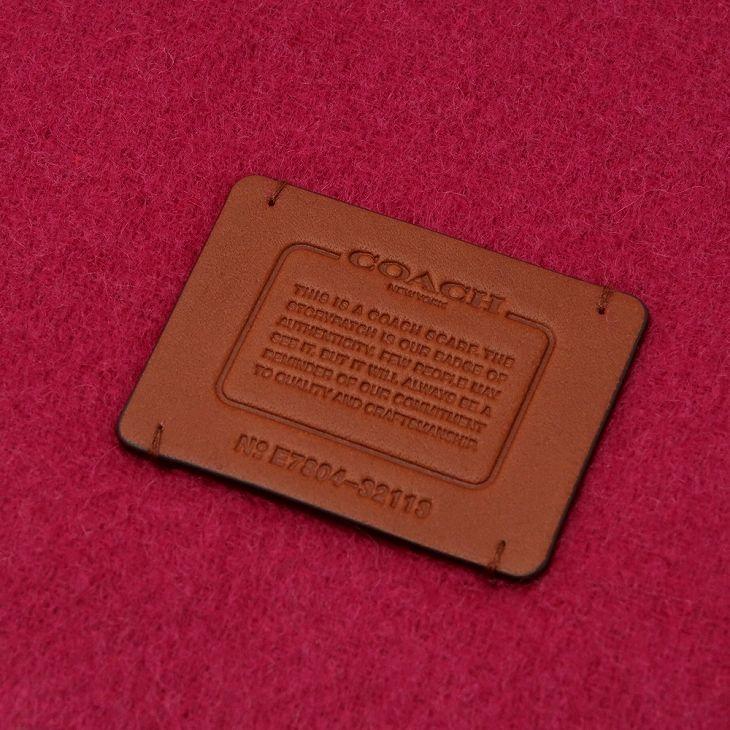 COACH
NEW YORK
THIS IS A COACH SCARF. THE
STORYPATCH IS OUR BADGE OF
AUTHENTICITY. FEW PEOPLE MAY
SEE IT, BUT IT WILL ALWAYS BE A
REMINDER OF OUR COMMITMENT
TO QUALITY AND CRAFTSMANSHIP.
Nº E7804-32113